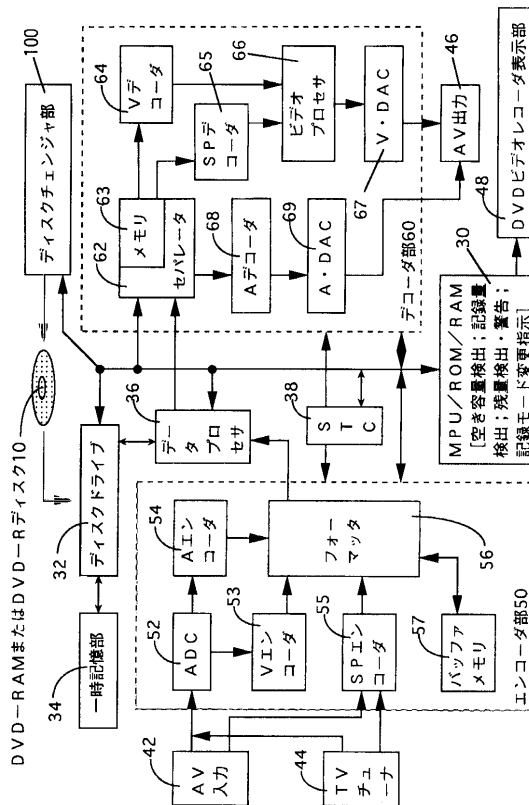 DVD-RAMまたはDVD-Rディスク10
ディスクチェンジャ部
100
32
ディスクドライブ
34
一時記憶部
36
データ
プロセサ
62
63
メモリ
セパレータ
64
Vデコーダ
65
SPデ
コーダ
66
ビデオ
プロセサ
68
Aデコーダ
69
A・DAC
67
V・DAC
デコーダ部60
46
AV出力
38
STC
42
AV
入力
44
TV
チュ
ーナ
52
ADC
54
Aエン
コーダ
53
Vエン
コーダ
55
SPエン
コーダ
56
フォー
マッタ
57
バッファ
メモリ
エンコーダ部50
30
MPU/ROM/RAM
[空き容量検出;記録量
検出;残量検出・警告;
記録モード変更指示]
48
DVDビデオレコーダ表示部